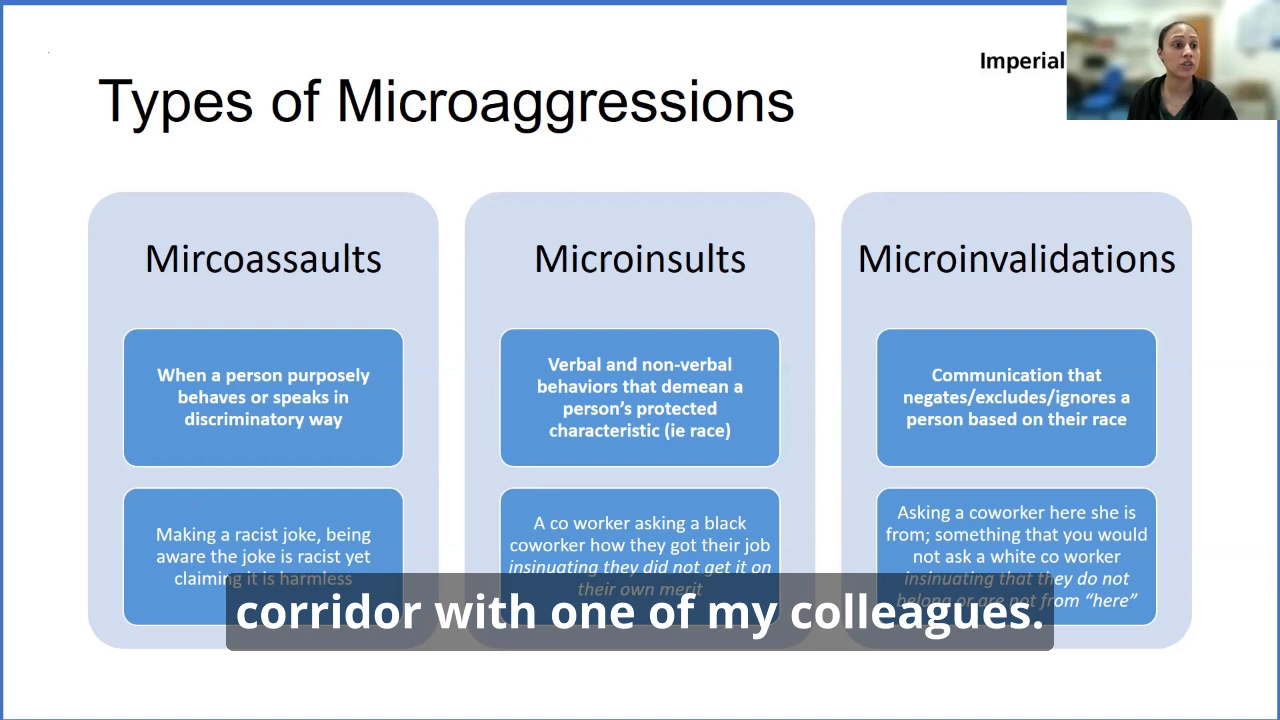 Imperial
Types of Microaggressions
Mircoassaults
When a person purposely
behaves or speaks in
discriminatory way
Making a racist joke, being
aware the joke is racist yet
claiming it is harmless
Microinsults
Verbal and non-verbal
behaviors that demean a
person's protected
characteristic (ie race)
A co worker asking a black
coworker how they got their job
insinuating they did not get it on
their own merit
Microinvalidations
Communication that
negates/excludes/ignores a
person based on their race
Asking a coworker here she is
from; something that you would
not ask a white co worker
insinuating that they do not
belong or are not from “here”
corridor with one of my colleagues.